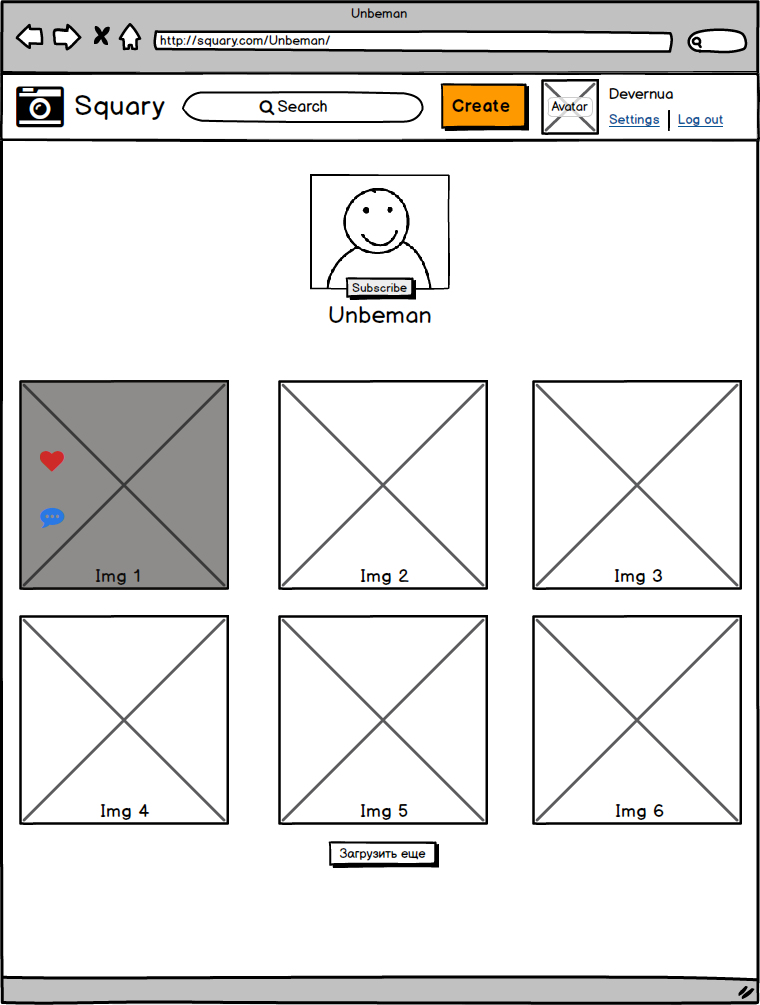 Unbeman
http://squary.com/Unbeman/
Squary
Search
Create
Avatar
Devernua
Settings
Log out
Subscribe
Unbeman
Img 1
Img 2
Img 3
Img 4
Img 5
Img 6
Загрузить еще